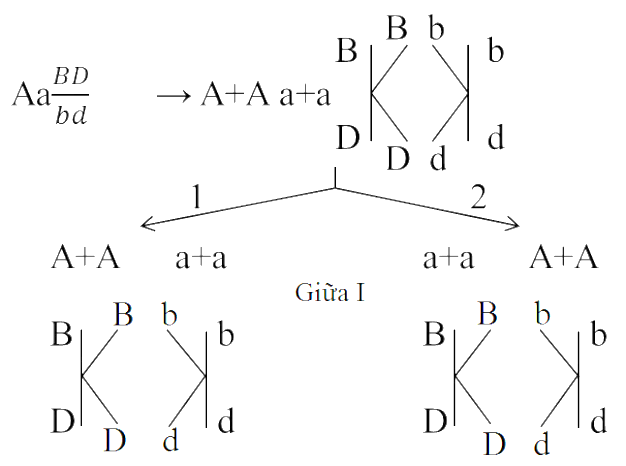 B b
B b
Aa BD/bd → A+A a+a
D d
D d
1 2
A+A a+a a+a A+A
Giữa I
B b B b
B b B b
D d D d
D d D d